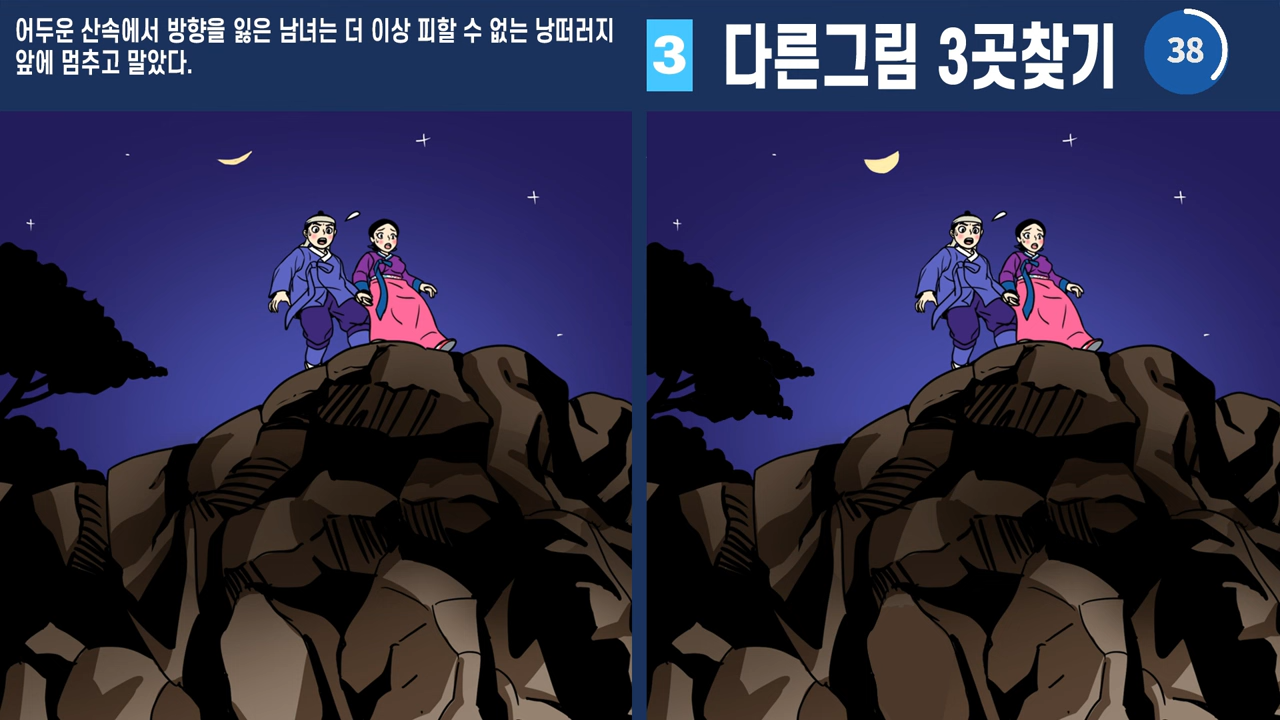 어두운 산속에서 방향을 잃은 남녀는 더 이상 피할 수 없는 낭떠러지
앞에 멈추고 말았다.
3 다른그림 3곳찾기 38